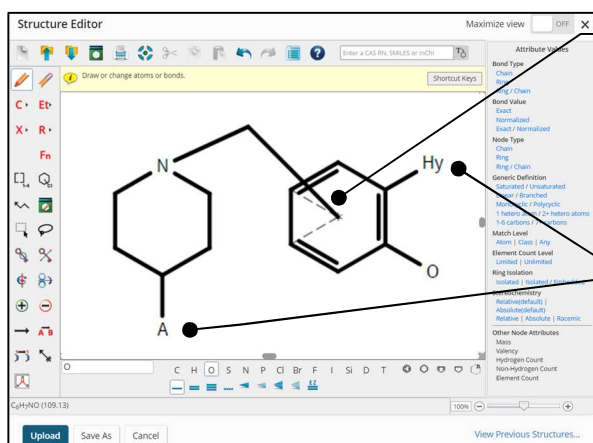 Structure Editor
Maximize view OFF X
Enter a CAS RN, SMILES or InChI
Draw or change atoms or bonds.
Shortcut Keys
C Et
X R
Fn
A B
N
A
Hy
O
Attribute Values
Bond Type
Chain
Ring
Ring / Chain
Bond Value
Exact
Normalized
Exact / Normalized
Node Type
Chain
Ring
Ring / Chain
Generic Definition
Saturated / Unsaturated
Linear / Branched
Monocyclic / Polycyclic
1 hetero atom / 2+ hetero atoms
1-6 carbons / 7+ carbons
Match Level
Atom | Class | Any
Element Count Level
Limited | Unlimited
Ring Isolation
Isolated | Isolated / Embedded
Stereochemistry
Relative(default) |
Absolute(default)
Relative | Absolute | Racemic
Other Node Attributes
Mass
Valency
Hydrogen Count
Non-Hydrogen Count
Element Count
O
C H O S N P Cl Br F I Si D T
C₆H₇NO (109.13)
100%
Upload Save As Cancel
View Previous Structures...